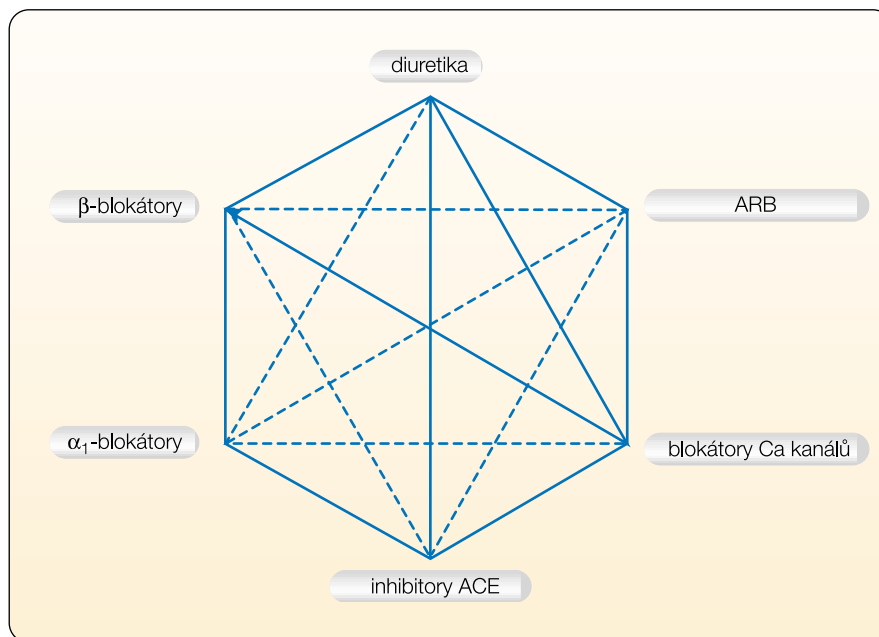 diuretika
β-blokátory
ARB
α₁-blokátory
blokátory Ca kanálů
inhibitory ACE